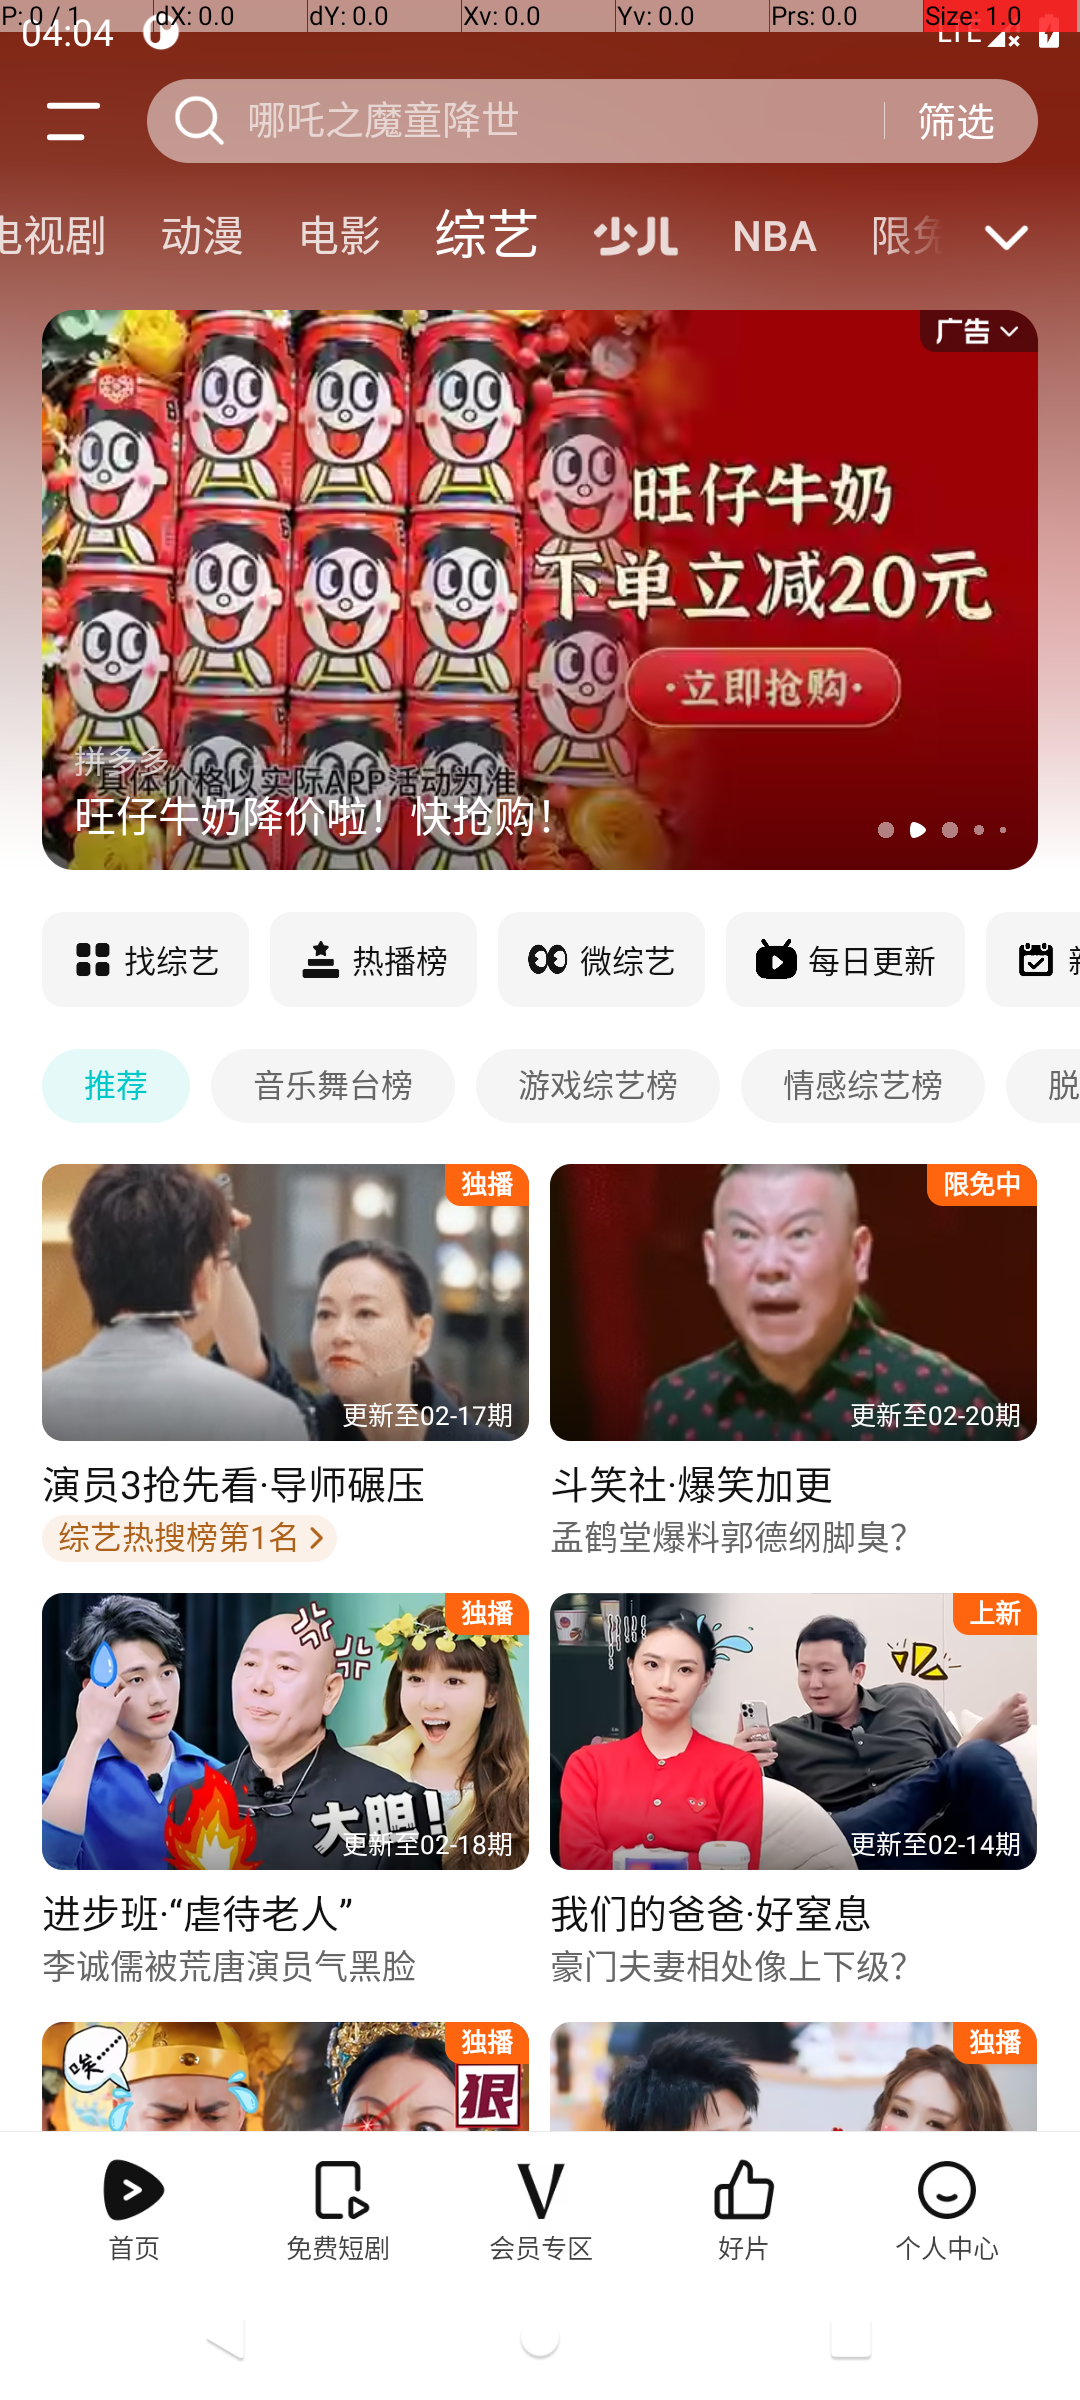 P: 0 / 1 dX: 0.0 dY: 0.0 Xv: 0.0 Yv: 0.0 Prs: 0.0 Size: 1.0
04:04 LTE
哪吒之魔童降世 筛选
电视剧 动漫 电影 综艺 少儿 NBA 限免
广告
旺仔牛奶
下单立减20元
·立即抢购·
拼多多
具体价格以实际APP活动为准
旺仔牛奶降价啦！快抢购！
找综艺 热播榜 微综艺 每日更新 新
推荐 音乐舞台榜 游戏综艺榜 情感综艺榜 脱
独播 限免中
更新至02-17期 更新至02-20期
演员3抢先看·导师碾压 斗笑社·爆笑加更
综艺热搜榜第1名 孟鹤堂爆料郭德纲脚臭？
独播 上新
大胆！
更新至02-18期 更新至02-14期
进步班·“虐待老人” 我们的爸爸·好窒息
李诚儒被荒唐演员气黑脸 豪门夫妻相处像上下级？
独播 独播
唉 狠
首页 免费短剧 会员专区 好片 个人中心